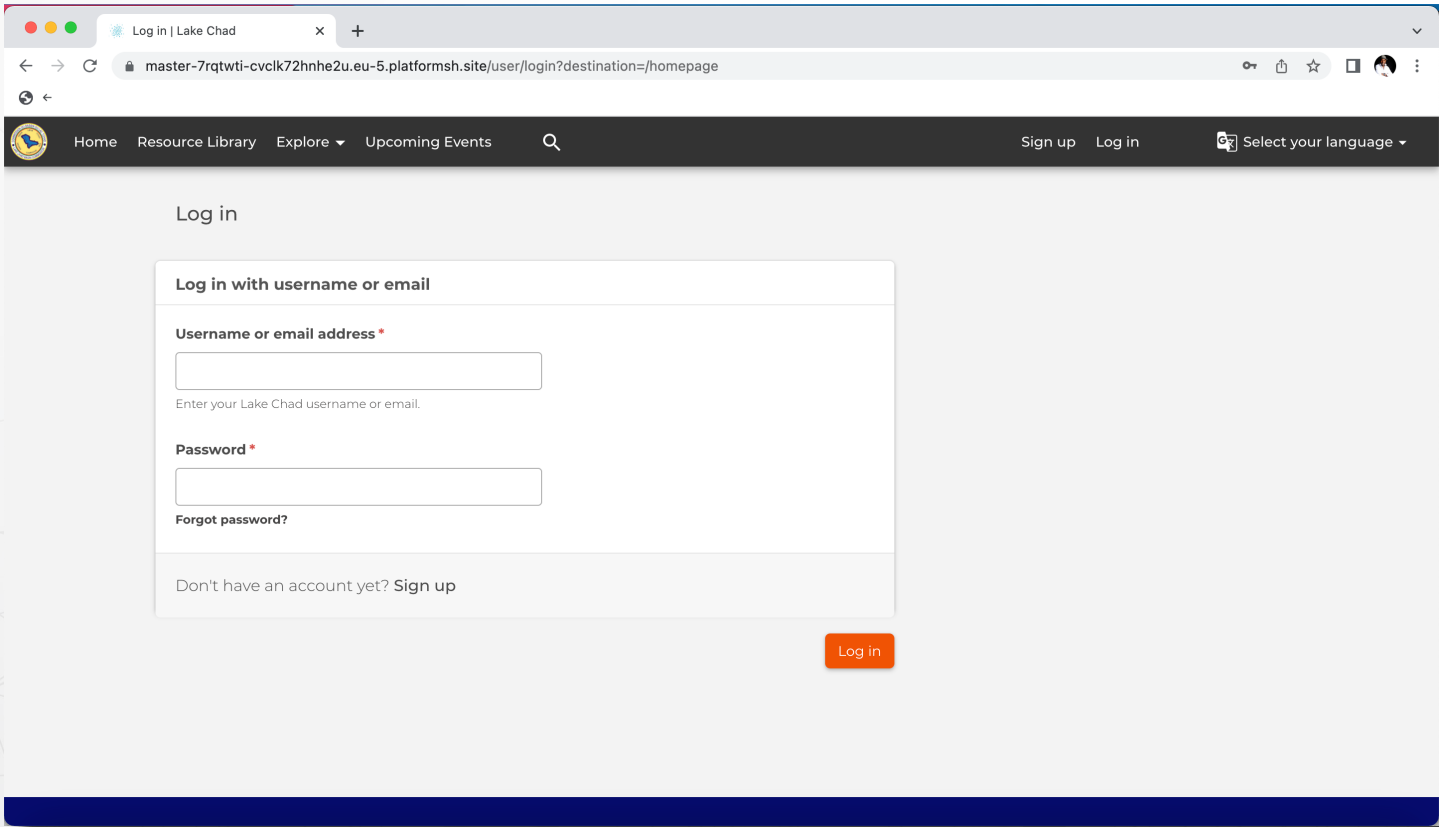 Log in | Lake Chad
master-7rqtwti-cvclk72hnhe2u.eu-5.platformsh.site/user/login?destination=/homepage
Home Resource Library Explore Upcoming Events Sign up Log in Select your language
Log in
Log in with username or email
Username or email address *
Enter your Lake Chad username or email.
Password *
Forgot password?
Don't have an account yet? Sign up
Log in